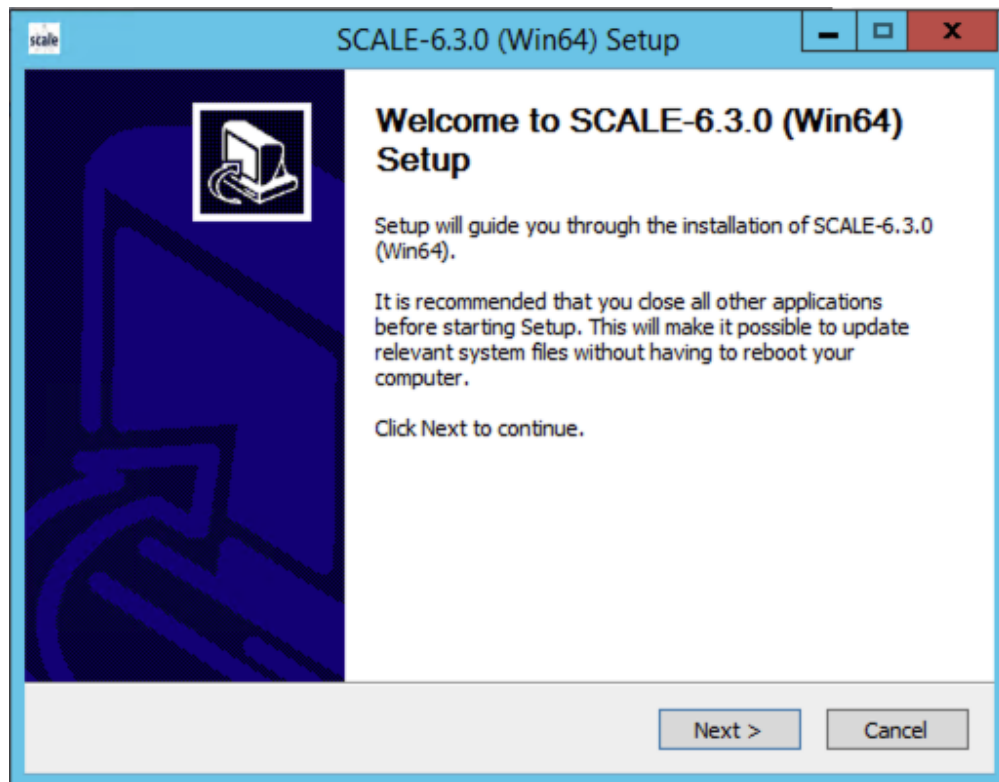 scale
SCALE-6.3.0 (Win64) Setup
Welcome to SCALE-6.3.0 (Win64)
Setup
Setup will guide you through the installation of SCALE-6.3.0
(Win64).
It is recommended that you close all other applications
before starting Setup. This will make it possible to update
relevant system files without having to reboot your
computer.
Click Next to continue.
Next >
Cancel